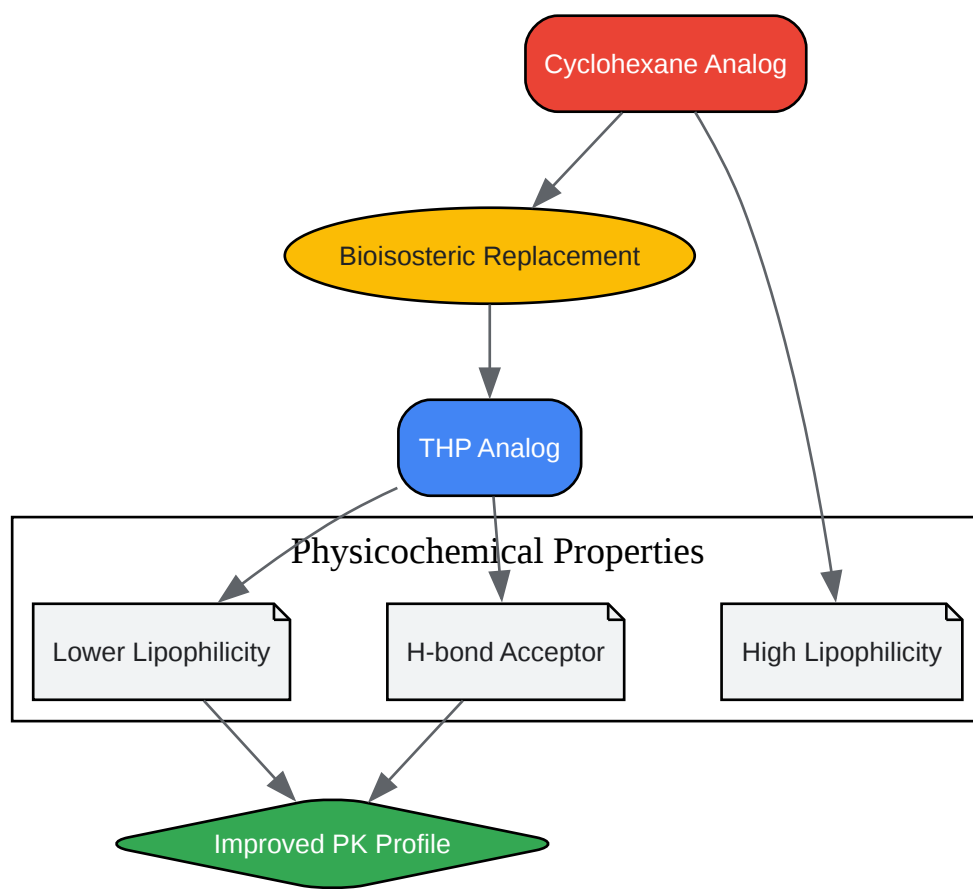 Cyclohexane Analog
Bioisosteric Replacement
THP Analog
Physicochemical Properties
Lower Lipophilicity
H-bond Acceptor
High Lipophilicity
Improved PK Profile